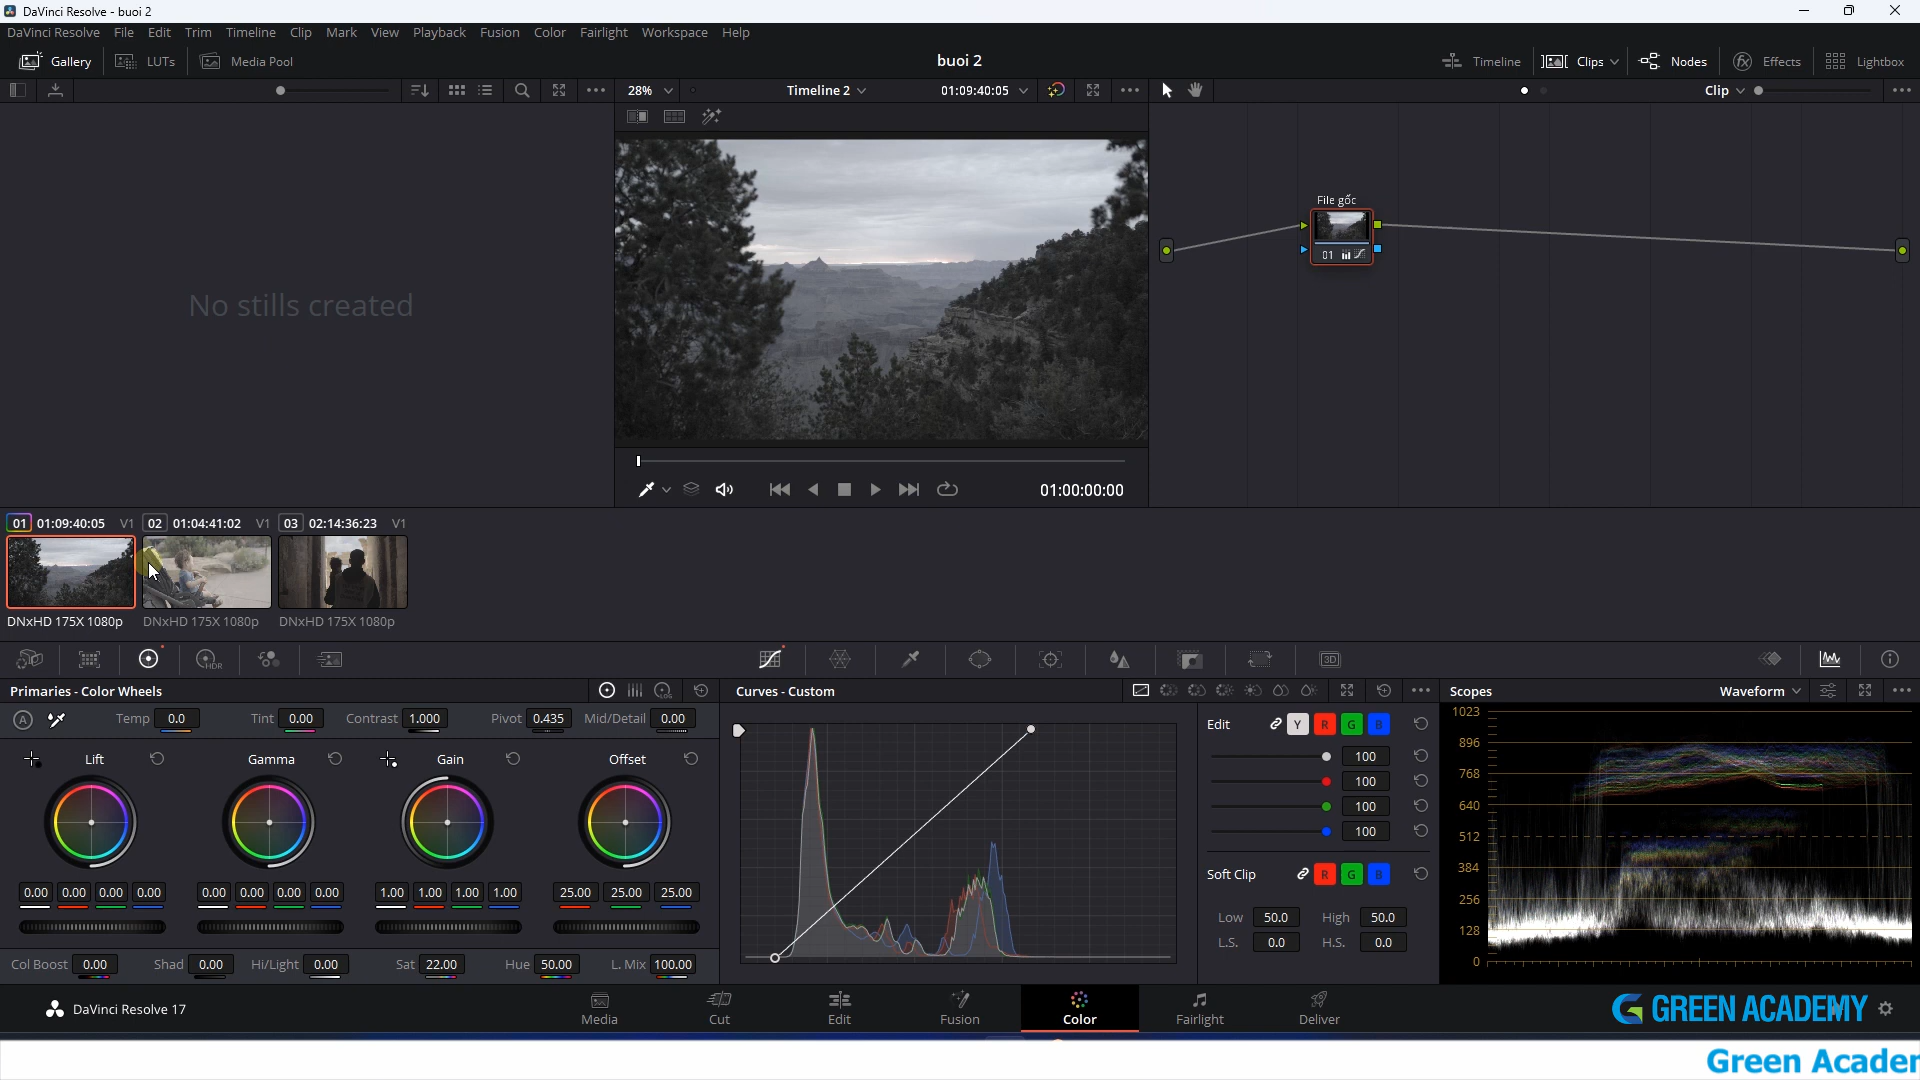 DaVinci Resolve - buoi 2
DaVinci Resolve File Edit Trim Timeline Clip Mark View Playback Fusion Color Fairlight Workspace Help
Gallery LUTs Media Pool buoi 2 Timeline Clips Nodes Effects Lightbox
28% Timeline 2 01:09:40:05 Clip
File gốc
01
No stills created
01:00:00:00
01 01:09:40:05 V1 02 01:04:41:02 V1 03 02:14:36:23 V1
DNxHD 175X 1080p DNxHD 175X 1080p DNxHD 175X 1080p
HDR 3D
Primaries - Color Wheels LOG Curves - Custom Scopes Waveform
A Temp 0.0 Tint 0.00 Contrast 1.000 Pivot 0.435 Mid/Detail 0.00
Lift Gamma Gain Offset
0.00 0.00 0.00 0.00 0.00 0.00 0.00 0.00 1.00 1.00 1.00 1.00 25.00 25.00 25.00
Col Boost 0.00 Shad 0.00 Hi/Light 0.00 Sat 22.00 Hue 50.00 L. Mix 100.00
Edit Y R G B
100
100
100
100
Soft Clip R G B
Low 50.0 High 50.0
L.S. 0.0 H.S. 0.0
1023
896
768
640
512
384
256
128
0
DaVinci Resolve 17 Media Cut Edit Fusion Color Fairlight Deliver GREEN ACADEMY
Green Acader